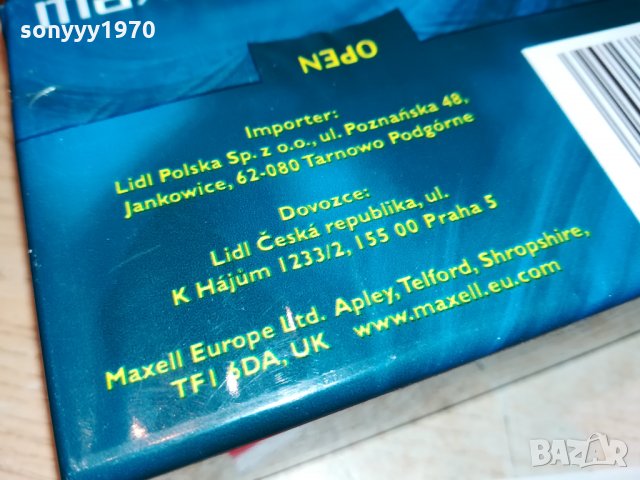 sonyyy1970
max
OPEN
Importer:
Lidl Polska Sp. z o.o., ul. Poznańska 48,
Jankowice, 62-080 Tarnowo Podgórne
Dovozce:
Lidl Česká republika, ul.
K Hájům 1233/2, 155 00 Praha 5
Maxell Europe Ltd. Apley, Telford, Shropshire,
TF1 6DA, UK www.maxell.eu.com
BAZAR